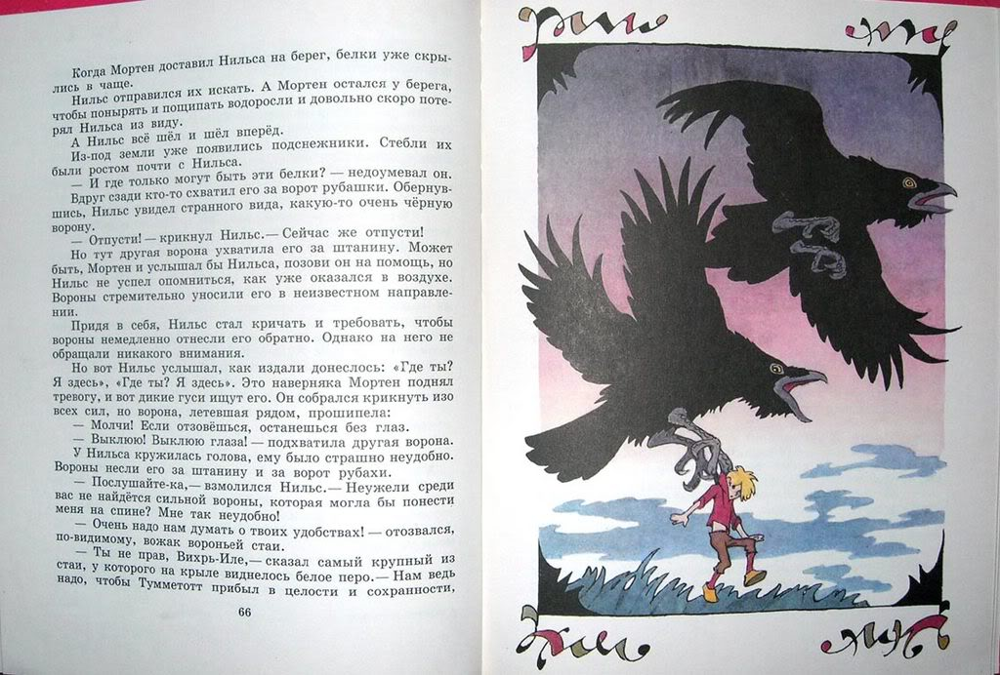 Когда Мортен доставил Нильса на берег, белки уже скры-
лись в чаще.
Нильс отправился их искать. А Мортен остался у берега,
чтобы понырять и пощипать водоросли и довольно скоро поте-
рял Нильса из виду.
А Нильс всё шёл и шёл вперёд.
Из-под земли уже появились подснежники. Стебли их
были ростом почти с Нильса.
— И где только могут быть эти белки? — недоумевал он.
Вдруг сзади кто-то схватил его за ворот рубашки. Обернув-
шись, Нильс увидел странного вида, какую-то очень чёрную
ворону.
— Отпусти! — крикнул Нильс.— Сейчас же отпусти!
Но тут другая ворона ухватила его за штанину. Может
быть, Мортен и услышал бы Нильса, позови он на помощь, но
Нильс не успел опомниться, как уже оказался в воздухе.
Вороны стремительно уносили его в неизвестном направле-
нии.
Придя в себя, Нильс стал кричать и требовать, чтобы
вороны немедленно отнесли его обратно. Однако на него не
обращали никакого внимания.
Но вот Нильс услышал, как издали донеслось: «Где ты?
Я здесь», «Где ты? Я здесь». Это наверняка Мортен поднял
тревогу, и вот дикие гуси ищут его. Он собрался крикнуть изо
всех сил, но ворона, летевшая рядом, прошипела:
— Молчи! Если отзовёшься, останешься без глаз.
— Выклюю! Выклюю глаза! — подхватила другая ворона.
У Нильса кружилась голова, ему было страшно неудобно.
Вороны несли его за штанину и за ворот рубахи.
— Послушайте-ка,— взмолился Нильс.— Неужели среди
вас не найдётся сильной вороны, которая могла бы понести
меня на спине? Мне так неудобно!
— Очень надо нам думать о твоих удобствах! — отозвался,
по-видимому, вожак вороньей стаи.
— Ты не прав, Вихрь-Иле,— сказал самый крупный из
стаи, у которого на крыле виднелось белое перо.— Нам ведь
надо, чтобы Тумметотт прибыл в целости и сохранности,
66